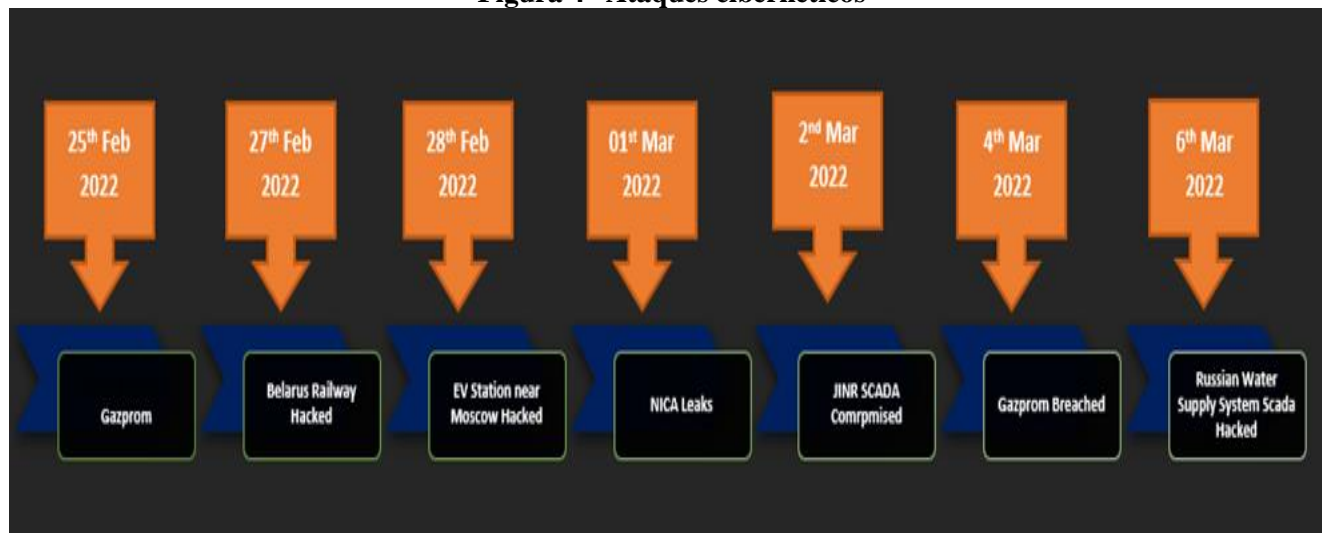 Figura 4 - Ataques cibernéticos
25th Feb
2022
27th Feb
2022
28th Feb
2022
01st Mar
2022
2nd Mar
2022
4th Mar
2022
6th Mar
2022
Gazprom
Belarus Railway
Hacked
EV Station near
Moscow Hacked
NICA Leaks
JINR SCADA
Comrpmised
Gazprom Breached
Russian Water
Supply System Scada
Hacked